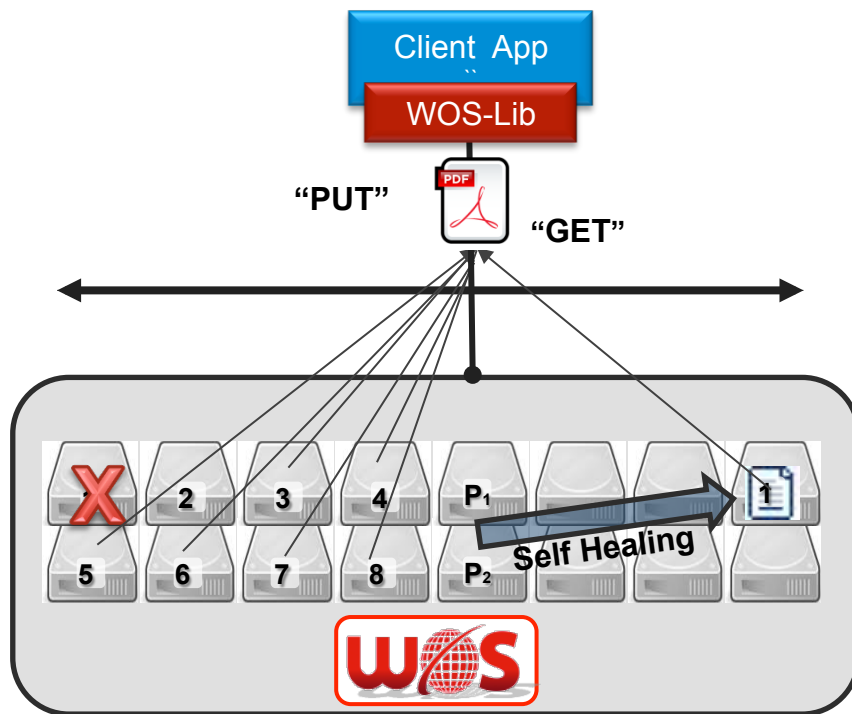 Client App
``
WOS-Lib
PDF
“PUT”
“GET”
X
2
3
4
P1
1
5
6
7
8
P2
Self Healing
WOS